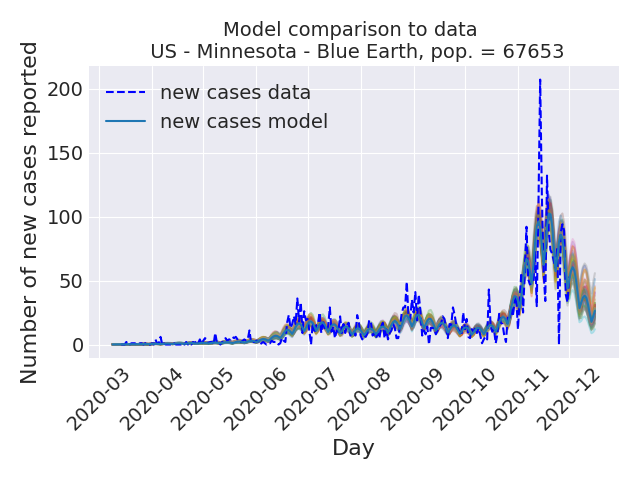 Model comparison to data
US - Minnesota - Blue Earth, pop. = 67653
Number of new cases reported
200
150
100
50
0
new cases data
new cases model
2020-03
2020-04
2020-05
2020-06
2020-07
2020-08
2020-09
2020-10
2020-11
2020-12
Day